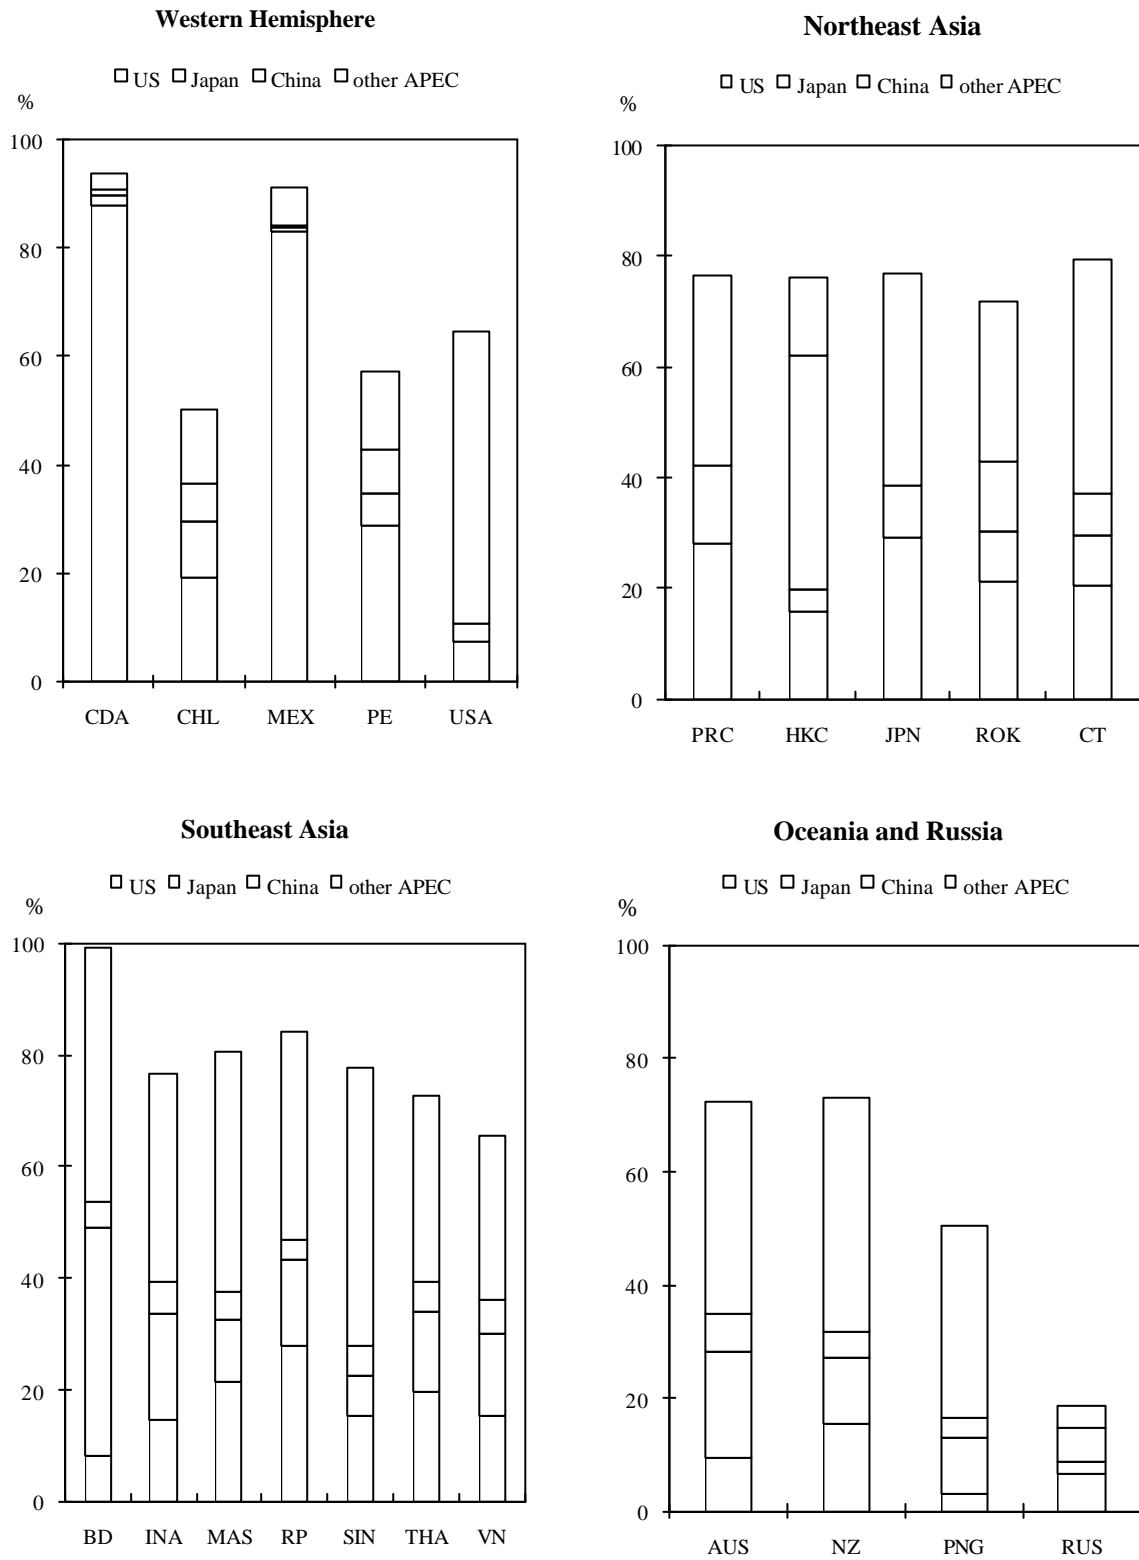 Western Hemisphere
US Japan China other APEC
%
100
80
60
40
20
0
CDA CHL MEX PE USA
Northeast Asia
US Japan China other APEC
%
100
80
60
40
20
0
PRC HKC JPN ROK CT
Southeast Asia
US Japan China other APEC
%
100
80
60
40
20
0
BD INA MAS RP SIN THA VN
Oceania and Russia
US Japan China other APEC
%
100
80
60
40
20
0
AUS NZ PNG RUS